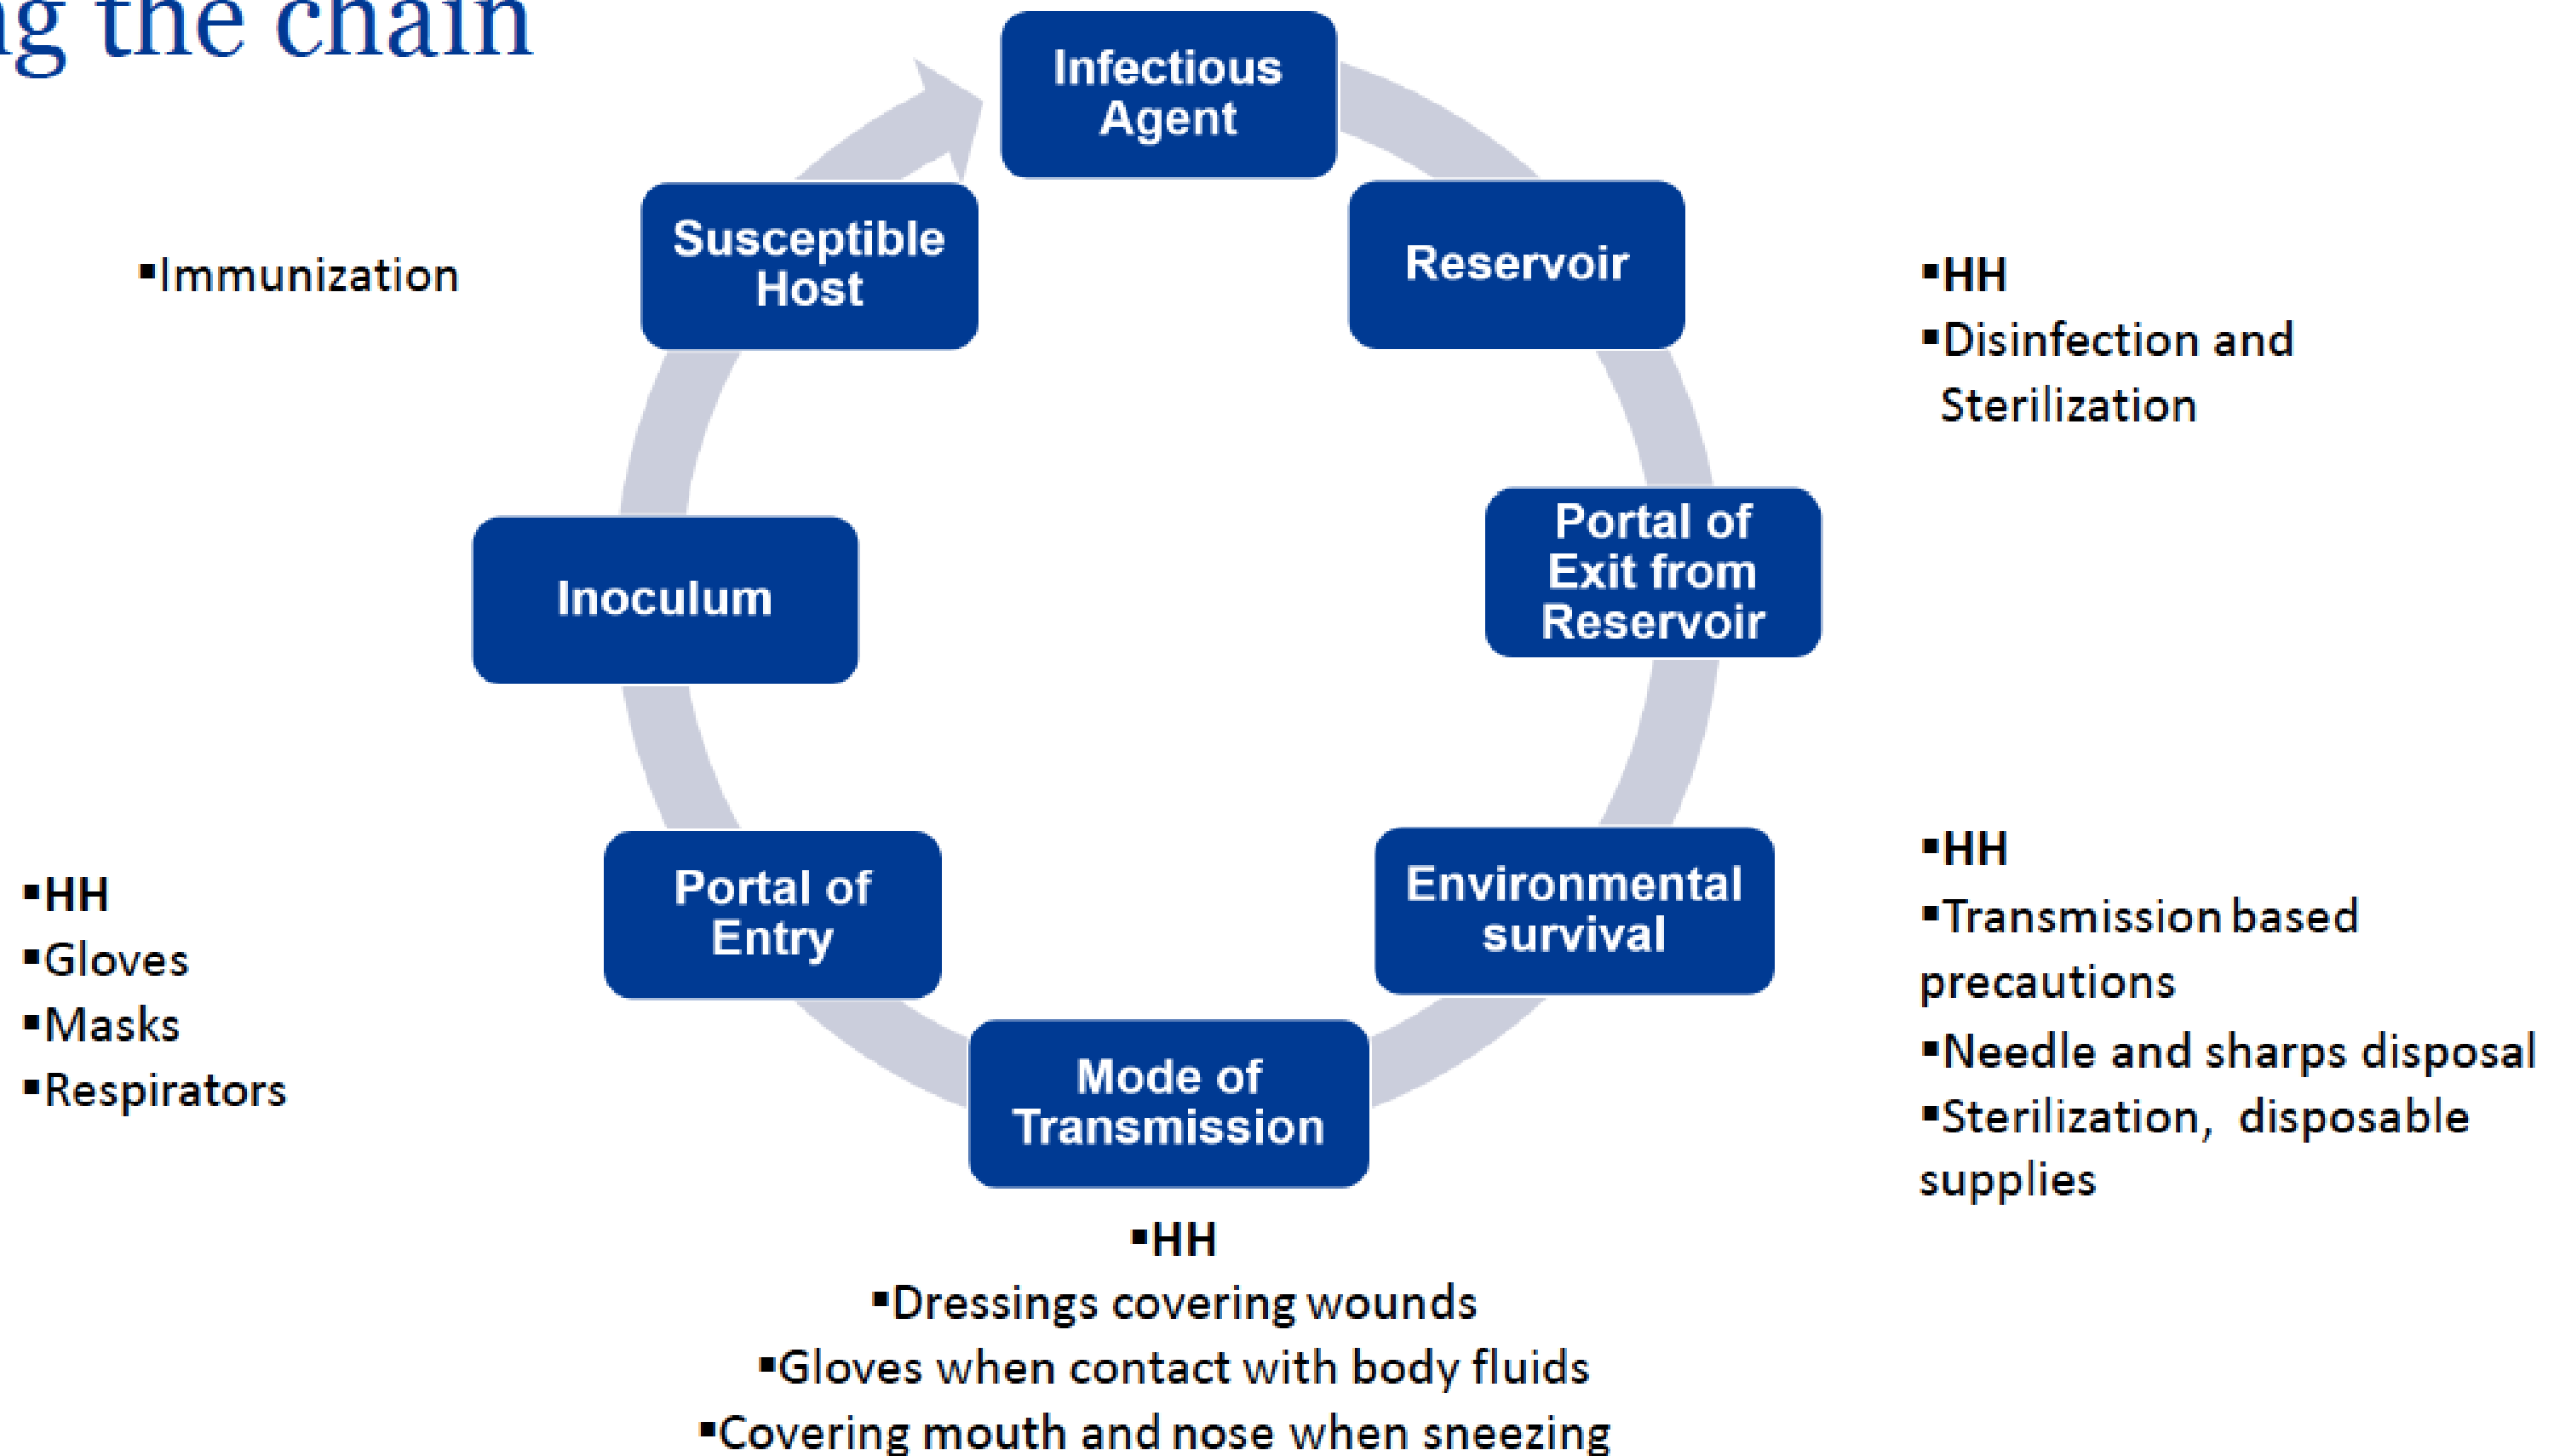 the chain
Infectious
Agent
Susceptible
Host
Reservoir
▪Immunization
▪HH
▪Disinfection and
Sterilization
Portal of
Exit from
Reservoir
Inoculum
Portal of
Entry
Environmental
survival
▪HH
▪Gloves
▪Masks
▪Respirators
▪HH
▪Transmission based
precautions
▪Needle and sharps disposal
▪Sterilization, disposable
supplies
Mode of
Transmission
▪HH
▪Dressings covering wounds
▪Gloves when contact with body fluids
▪Covering mouth and nose when sneezing